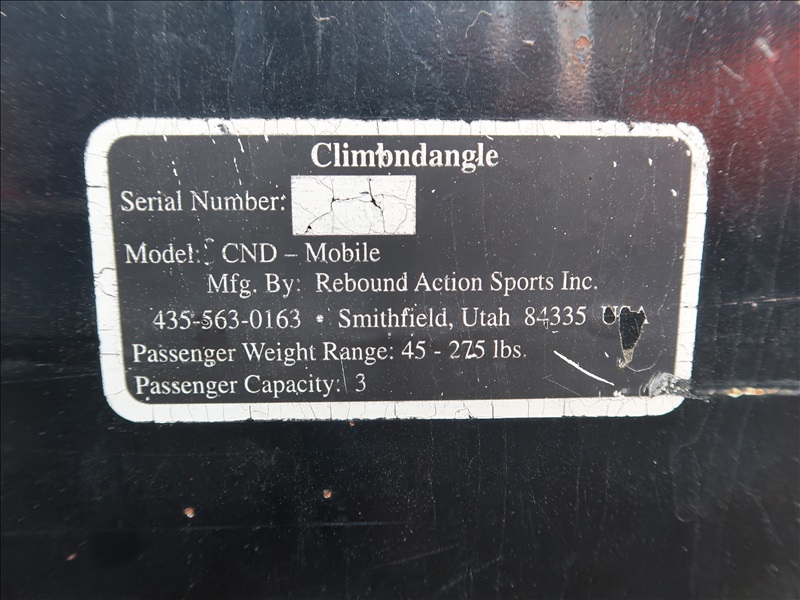 Climbndangle
Serial Number:
Model: CND – Mobile
Mfg. By: Rebound Action Sports Inc.
435-563-0163 • Smithfield, Utah 84335 USA
Passenger Weight Range: 45 - 275 lbs.
Passenger Capacity: 3